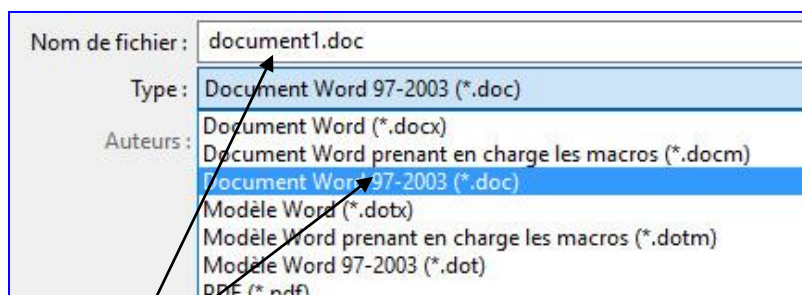 Nom de fichier : document1.doc
Type : Document Word 97-2003 (*.doc)
Auteurs :
Document Word (*.docx)
Document Word prenant en charge les macros (*.docm)
Document Word 97-2003 (*.doc)
Modèle Word (*.dotx)
Modèle Word prenant en charge les macros (*.dotm)
Modèle Word 97-2003 (*.dot)
PDF (*.pdf)